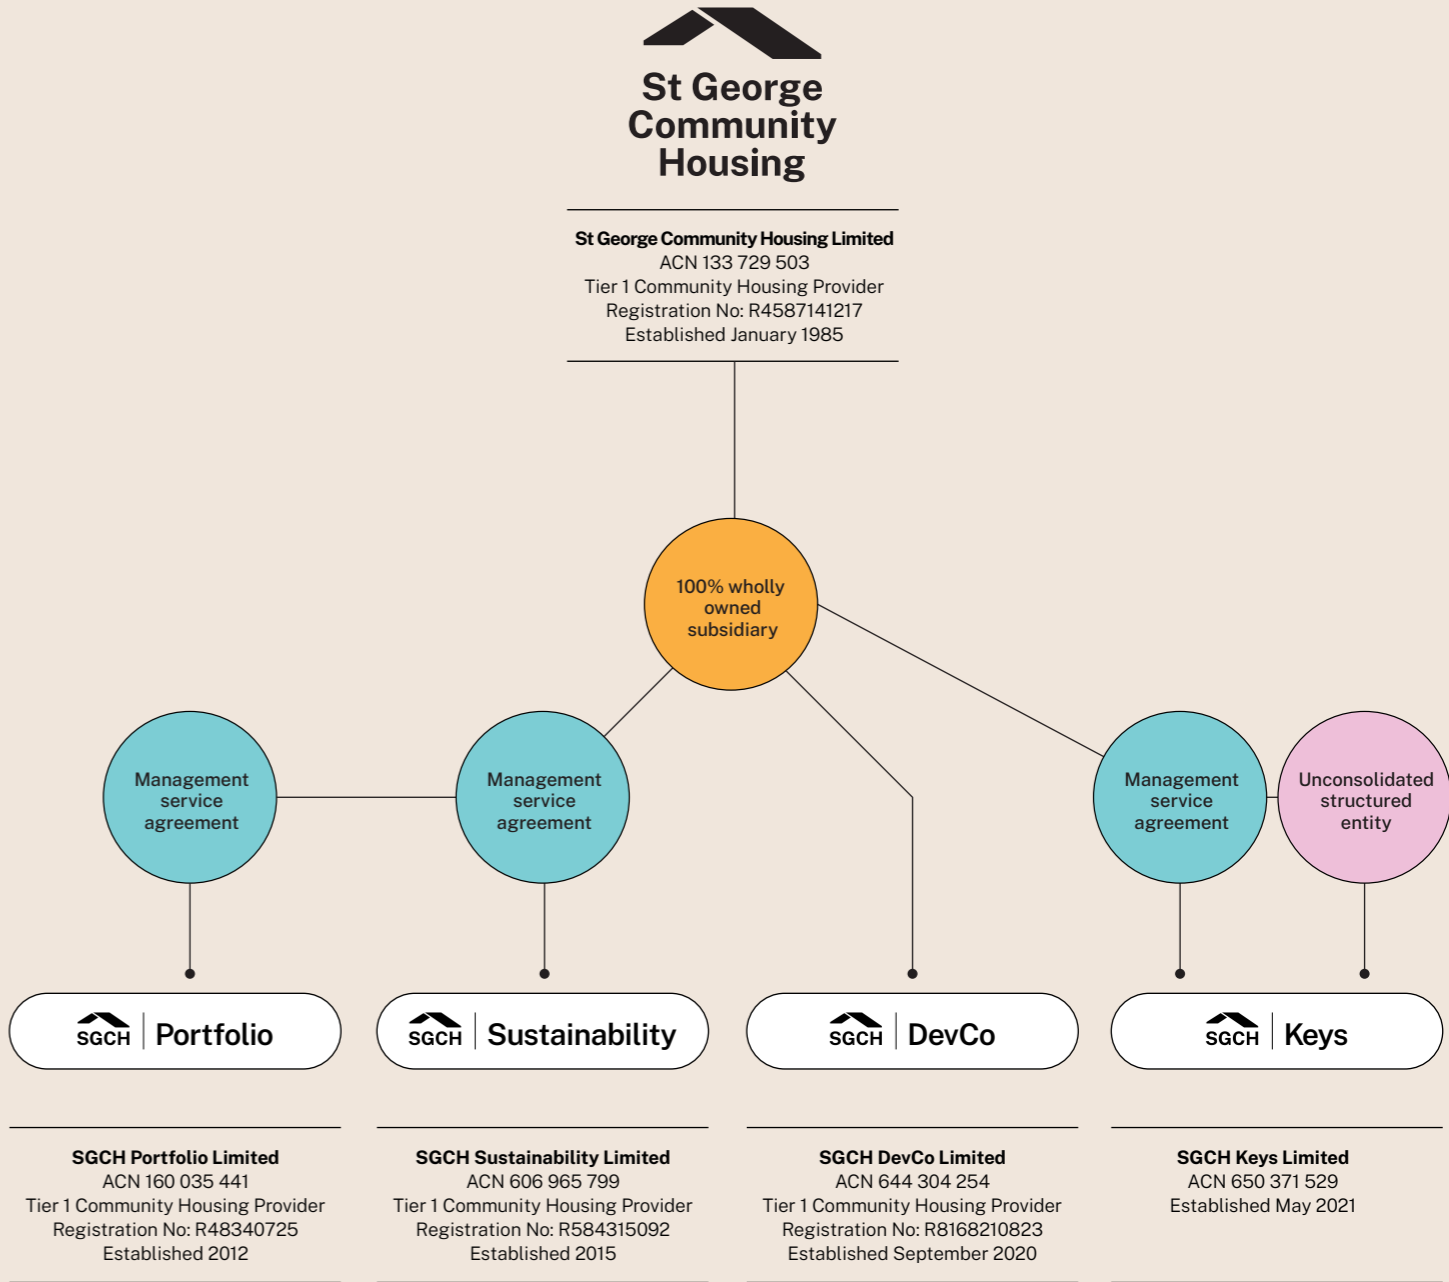 St George
Community
Housing
St George Community Housing Limited
ACN 133 729 503
Tier 1 Community Housing Provider
Registration No: R4587141217
Established January 1985
100% wholly
owned
subsidiary
Management
service
agreement
Management
service
agreement
Management
service
agreement
Unconsolidated
structured
entity
SGCH Portfolio
SGCH Sustainability
SGCH DevCo
SGCH Keys
SGCH Portfolio Limited
ACN 160 035 441
Tier 1 Community Housing Provider
Registration No: R48340725
Established 2012
SGCH Sustainability Limited
ACN 606 965 799
Tier 1 Community Housing Provider
Registration No: R584315092
Established 2015
SGCH DevCo Limited
ACN 644 304 254
Tier 1 Community Housing Provider
Registration No: R8168210823
Established September 2020
SGCH Keys Limited
ACN 650 371 529
Established May 2021